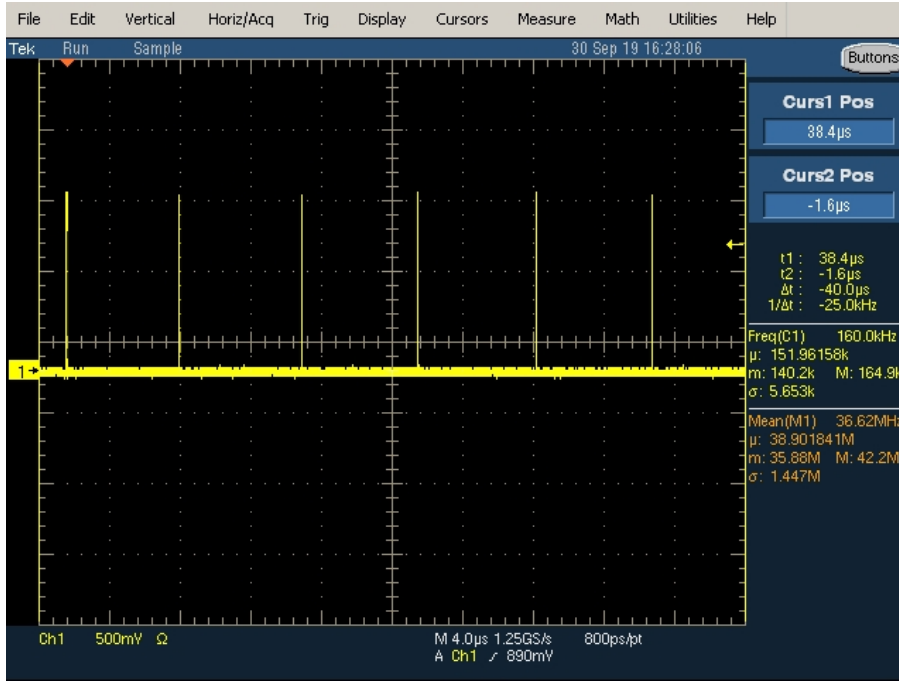 File Edit Vertical Horiz/Acq Trig Display Cursors Measure Math Utilities Help
Tek Run Sample 30 Sep 19 16:28:06
Buttons
Curs1 Pos
38.4µs
Curs2 Pos
-1.6µs
t1 : 38.4µs
t2 : -1.6µs
Δt : -40.0µs
1/Δt : -25.0kHz
Freq(C1) 160.0kHz
µ: 151.96158k
m: 140.2k M: 164.9k
σ: 5.653k
1
Mean(M1) 36.62MHz
µ: 38.901841M
m: 35.88M M: 42.2M
σ: 1.447M
Ch1 500mV Ω M 4.0µs 1.25GS/s 800ps/pt
A Ch1 / 890mV